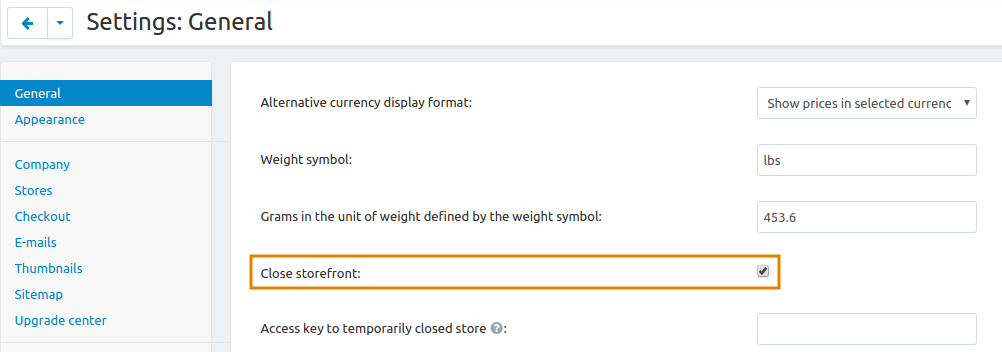 Settings: General
General
Appearance
Company
Stores
Checkout
E-mails
Thumbnails
Sitemap
Upgrade center
Alternative currency display format:
Show prices in selected currenc
Weight symbol:
lbs
Grams in the unit of weight defined by the weight symbol:
453.6
Close storefront:
Access key to temporarily closed store ?: